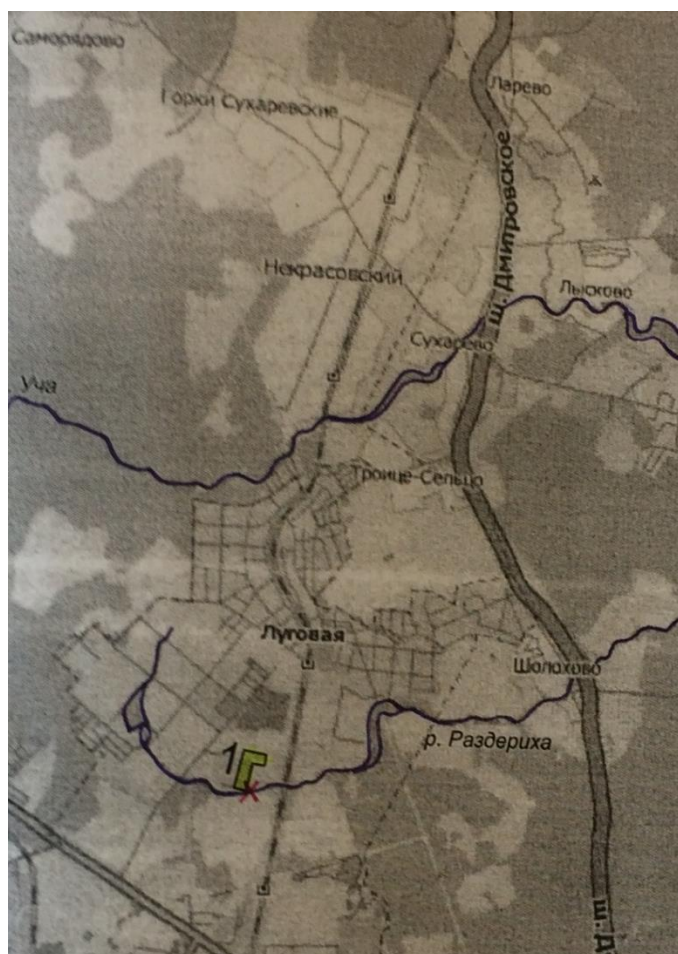 Саморядово
Горки Сухаревские
Ларево
ш. Дмитровское
Некрасовский
Лысково
Сухарево
Уча
Троице-Сельцо
Луговая
Шолохово
р. Раздериха
1
ш. Д